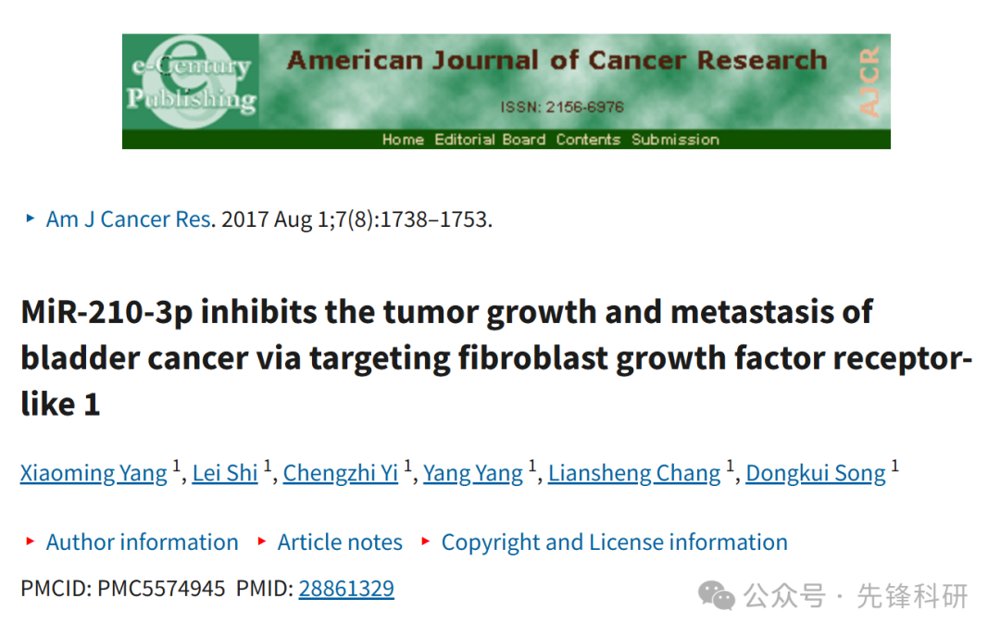 e-Century
Publishing
American Journal of Cancer Research
ISSN: 2156-6976
AJCR
Home Editorial Board Contents Submission
Am J Cancer Res. 2017 Aug 1;7(8):1738–1753.
MiR-210-3p inhibits the tumor growth and metastasis of
bladder cancer via targeting fibroblast growth factor receptor-
like 1
Xiaoming Yang 1, Lei Shi 1, Chengzhi Yi 1, Yang Yang 1, Liansheng Chang 1, Dongkui Song 1
Author information Article notes Copyright and License information
PMCID: PMC5574945 PMID: 28861329
公众号 · 先锋科研